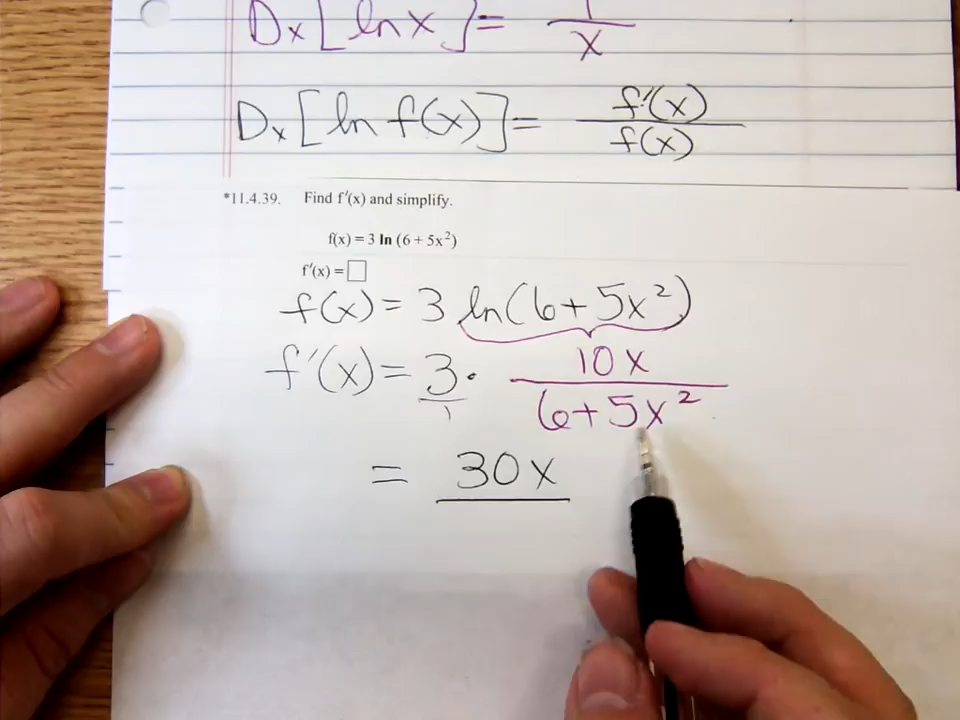 Dx[ln x]= 1/x
Dx[ln f(x)]= f'(x)/f(x)
*11.4.39. Find f'(x) and simplify.
f(x) = 3 ln (6 + 5x²)
f'(x) = □
f(x) = 3 ln(6 + 5x²)
f'(x) = 3/1 · 10x/(6+5x²)
= 30x